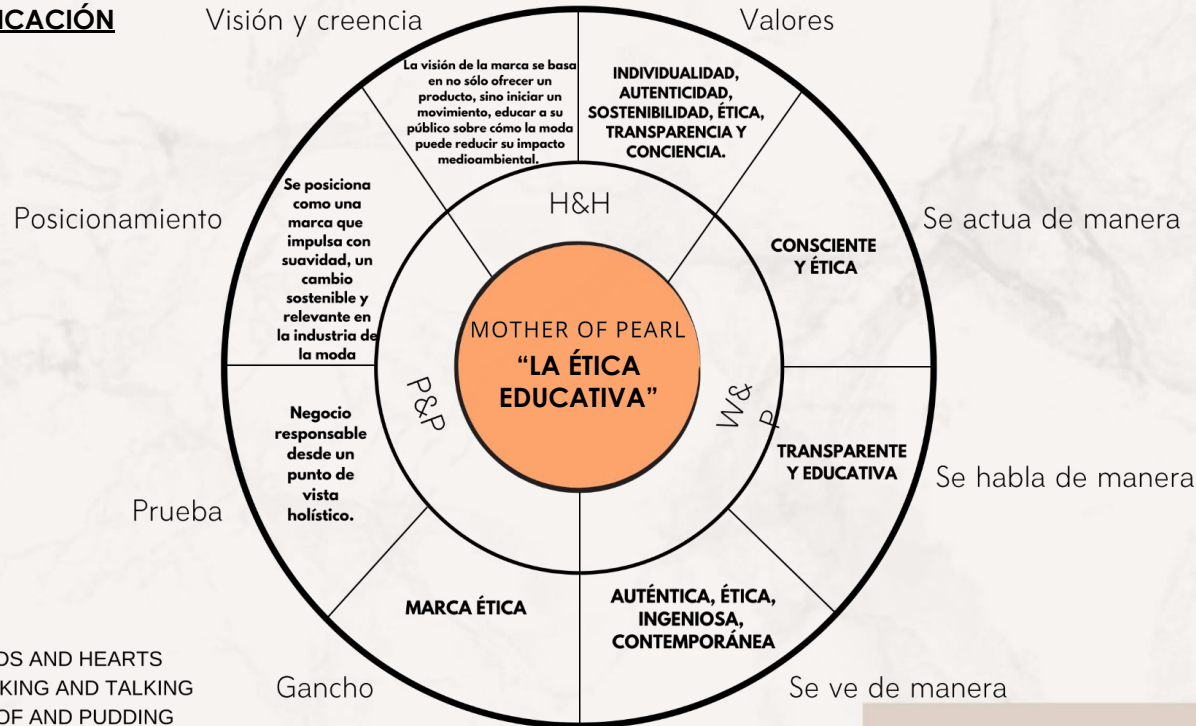 ICACIÓN
Visión y creencia
Valores
La visión de la marca se basa
en no sólo ofrecer un
producto, sino iniciar un
movimiento, educar a su
público sobre cómo la moda
puede reducir su impacto
medioambiental.
INDIVIDUALIDAD,
AUTENTICIDAD,
SOSTENIBILIDAD, ÉTICA,
TRANSPARENCIA Y
CONCIENCIA.
Posicionamiento
Se posiciona
como una
marca que
impulsa con
suavidad, un
cambio
sostenible y
relevante en
la industria de
la moda
H&H
CONSCIENTE
Y ÉTICA
Se actua de manera
MOTHER OF PEARL
“LA ÉTICA
EDUCATIVA”
P&P
W&
P
Prueba
Negocio
responsable
desde un
punto de
vista
holístico.
TRANSPARENTE
Y EDUCATIVA
Se habla de manera
MARCA ÉTICA
AUTÉNTICA, ÉTICA,
INGENIOSA,
CONTEMPORÁNEA
Gancho
Se ve de manera
DS AND HEARTS
KING AND TALKING
OF AND PUDDING